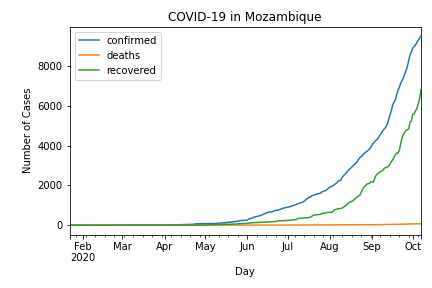 COVID-19 in Mozambique
confirmed
deaths
recovered
Number of Cases
8000
6000
4000
2000
0
Feb Mar Apr May Jun Jul Aug Sep Oct
2020
Day